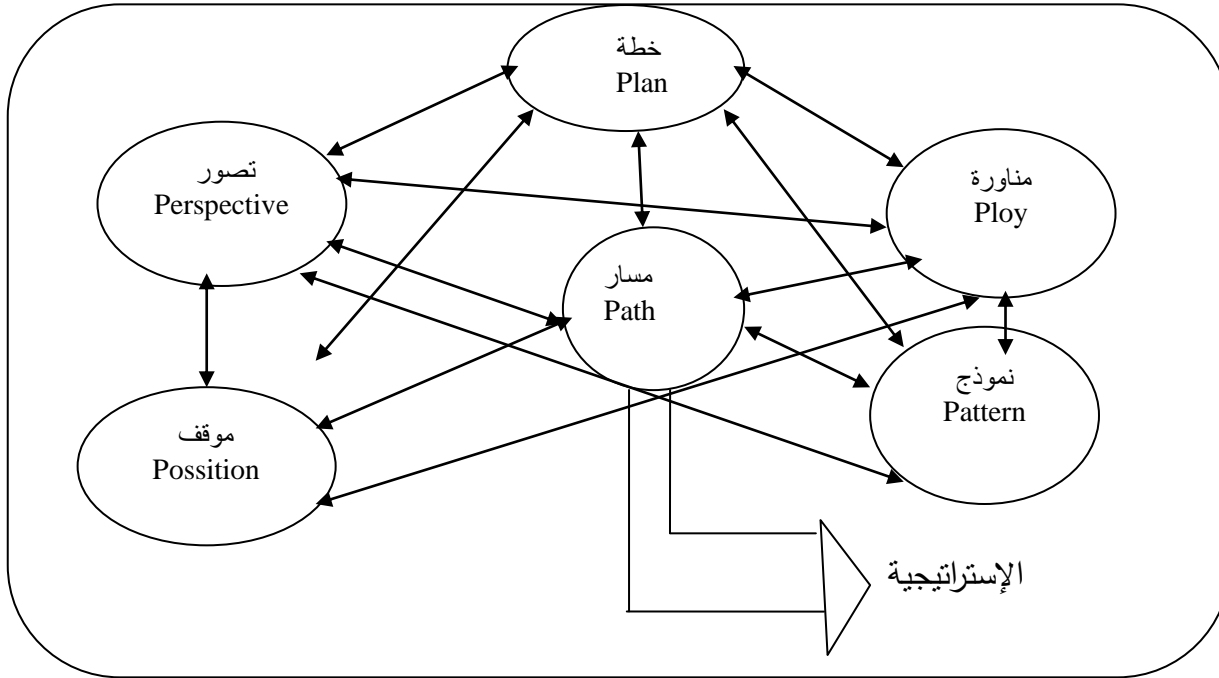 خطة
Plan
تصور
Perspective
مناورة
Ploy
مسار
Path
نموذج
Pattern
موقف
Possition
الإستراتيجية